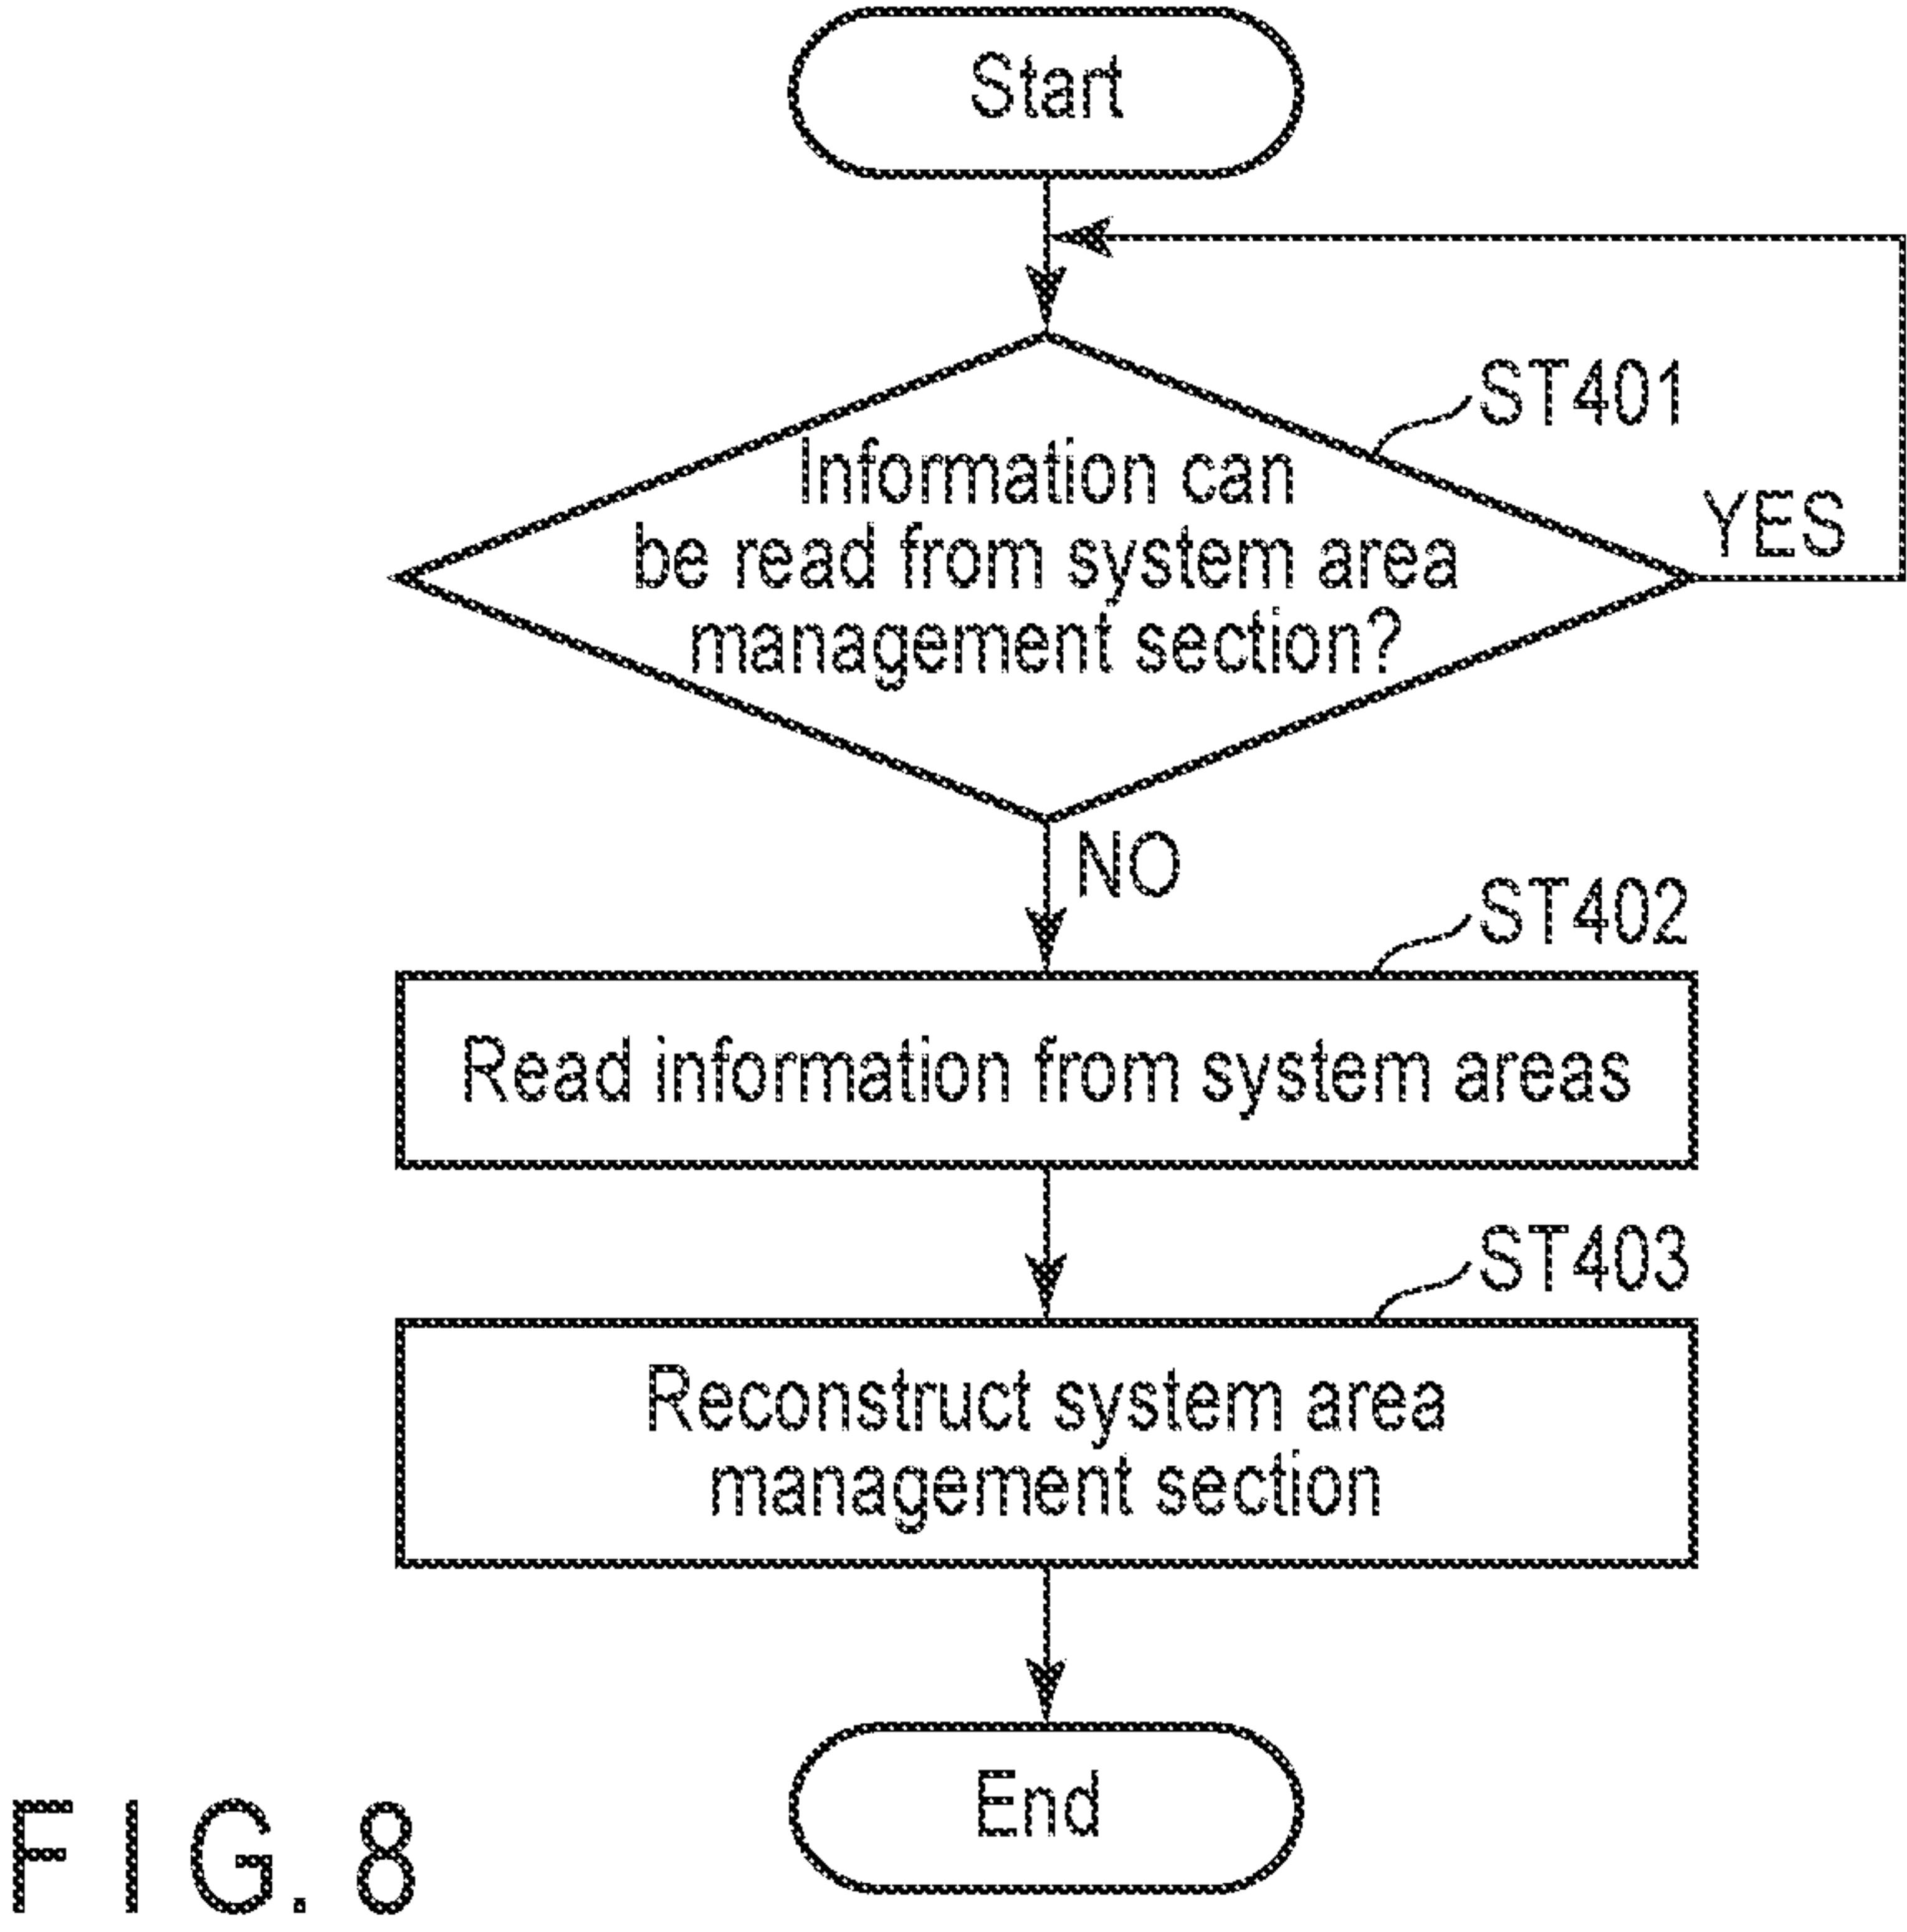 Start
ST401
Information can
be read from system area
management section?
YES
NO
ST402
Read information from system areas
ST403
Reconstruct system area
management section
End
FIG. 8